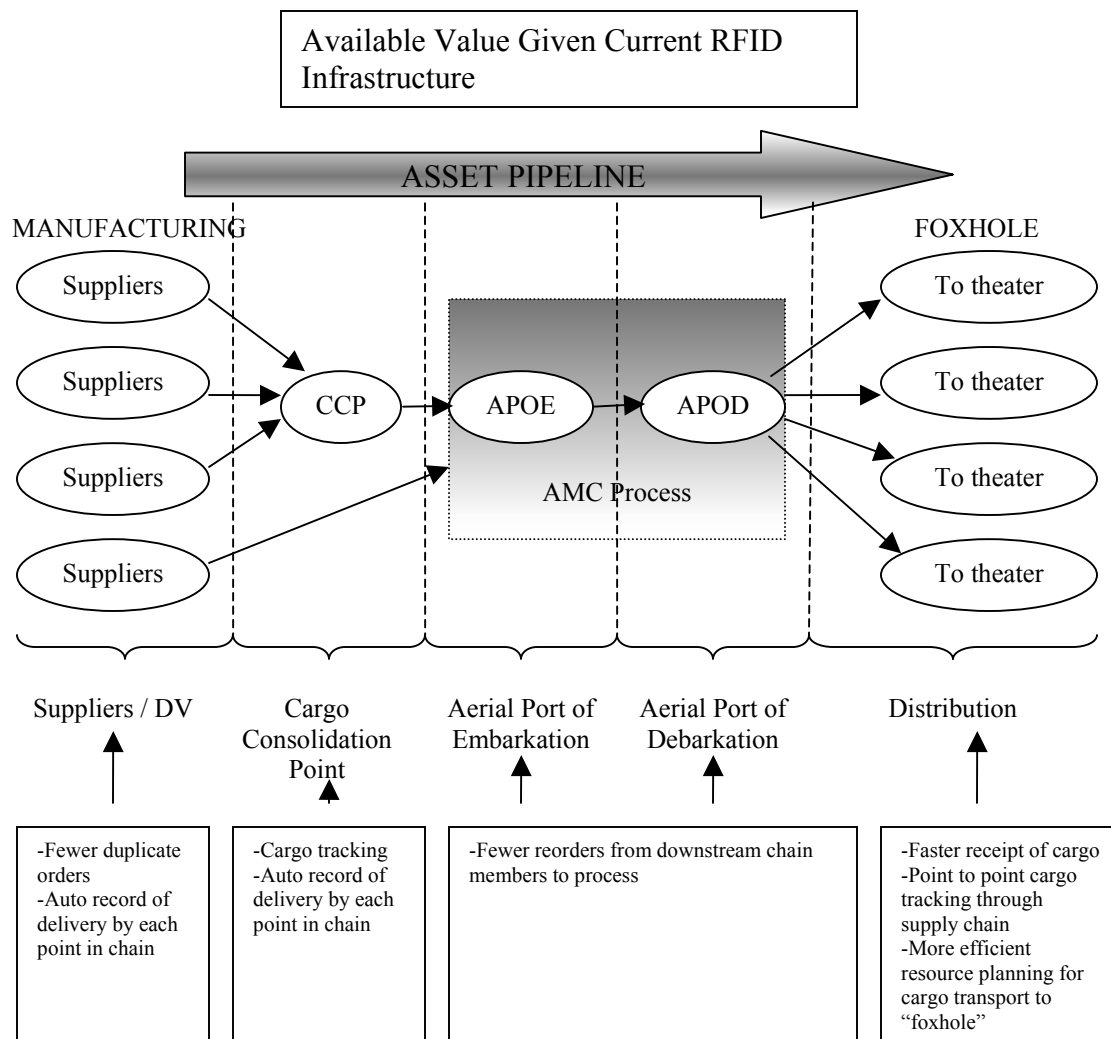 Available Value Given Current RFID
Infrastructure
ASSET PIPELINE
MANUFACTURING
FOXHOLE
Suppliers
To theater
Suppliers
CCP
APOE
APOD
To theater
Suppliers
To theater
AMC Process
Suppliers
To theater
Suppliers / DV
Cargo
Consolidation
Point
Aerial Port of
Embarkation
Aerial Port of
Debarkation
Distribution
-Fewer duplicate
orders
-Auto record of
delivery by each
point in chain
-Cargo tracking
-Auto record of
delivery by each
point in chain
-Fewer reorders from downstream chain
members to process
-Faster receipt of cargo
-Point to point cargo
tracking through
supply chain
-More efficient
resource planning for
cargo transport to
“foxhole”